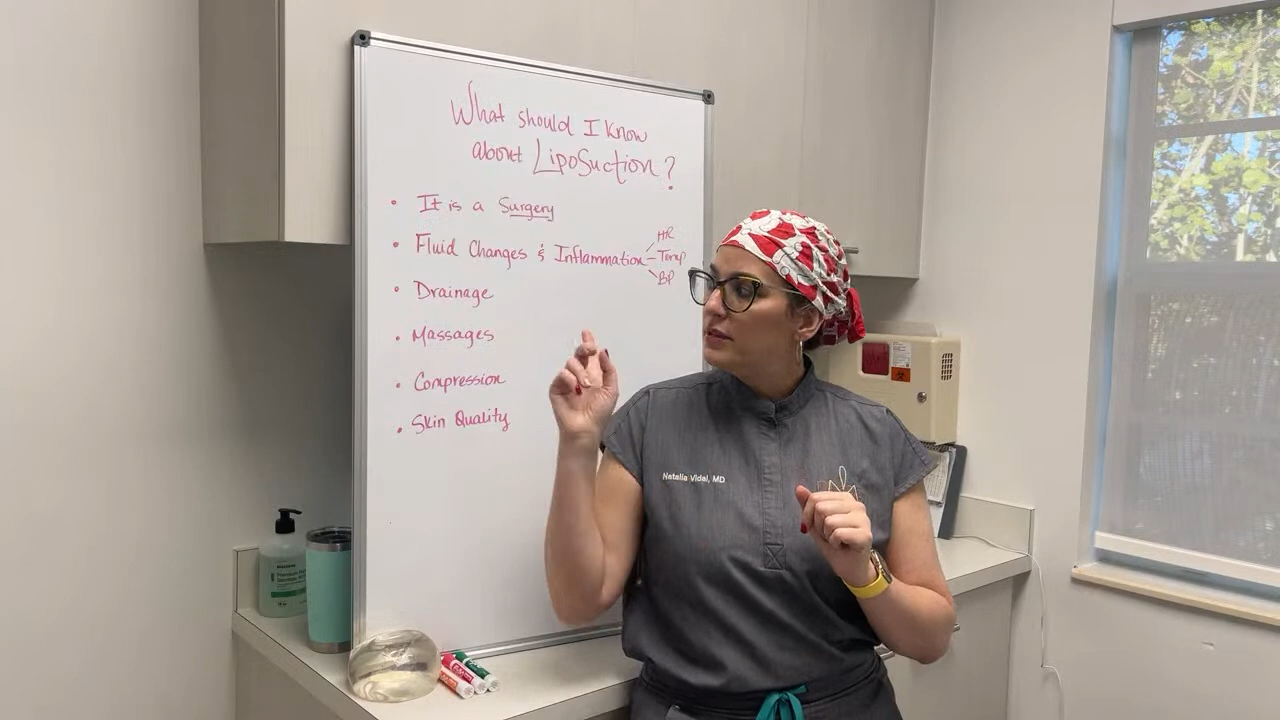 What should I know
about LipoSuction?
• It is a Surgery
• Fluid Changes & Inflammation
HR
Temp
BP
• Drainage
• Massages
• Compression
• Skin Quality
Natalia Vidal, MD